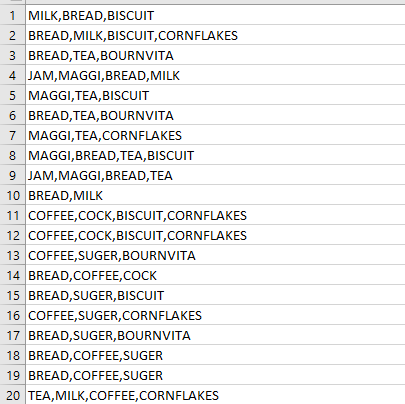 1 MILK,BREAD,BISCUIT
2 BREAD,MILK,BISCUIT,CORNFLAKES
3 BREAD,TEA,BOURNVITA
4 JAM,MAGGI,BREAD,MILK
5 MAGGI,TEA,BISCUIT
6 BREAD,TEA,BOURNVITA
7 MAGGI,TEA,CORNFLAKES
8 MAGGI,BREAD,TEA,BISCUIT
9 JAM,MAGGI,BREAD,TEA
10 BREAD,MILK
11 COFFEE,COCK,BISCUIT,CORNFLAKES
12 COFFEE,COCK,BISCUIT,CORNFLAKES
13 COFFEE,SUGER,BOURNVITA
14 BREAD,COFFEE,COCK
15 BREAD,SUGER,BISCUIT
16 COFFEE,SUGER,CORNFLAKES
17 BREAD,SUGER,BOURNVITA
18 BREAD,COFFEE,SUGER
19 BREAD,COFFEE,SUGER
20 TEA,MILK,COFFEE,CORNFLAKES